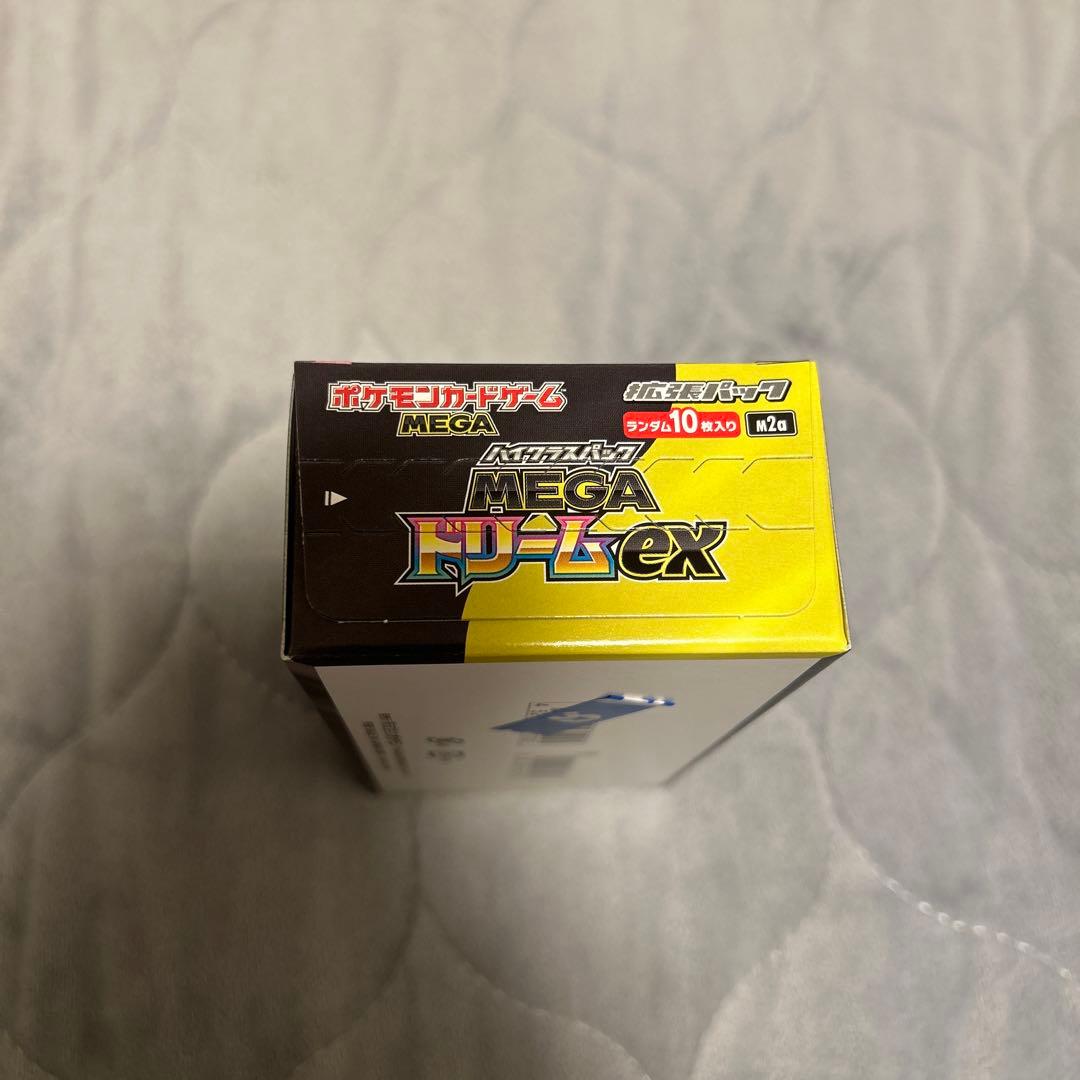 ポケモンカードゲーム
MEGA
拡張パック
ランダム10枚入り
M2a
ハイクラスパック
MEGA
ドリームex